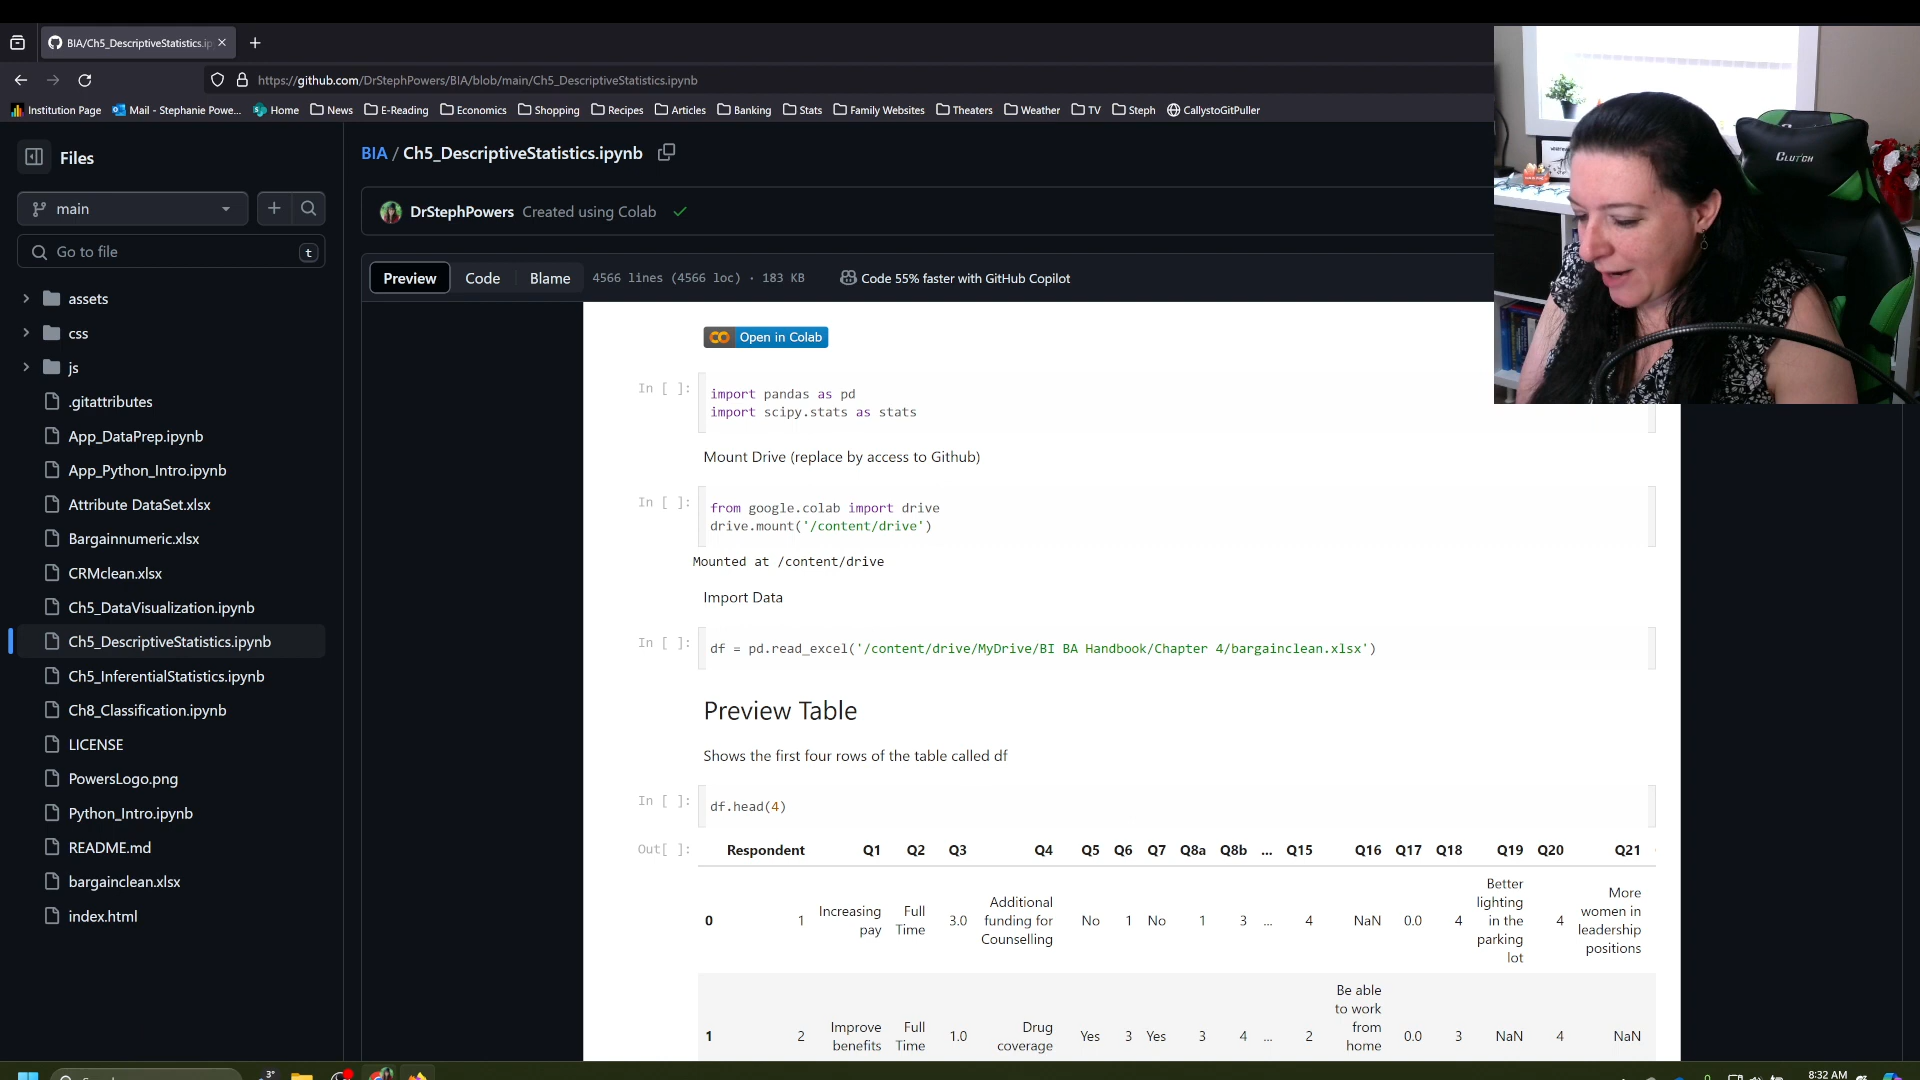 BIA/Ch5_DescriptiveStatistics.ip
https://github.com/DrStephPowers/BIA/blob/main/Ch5_DescriptiveStatistics.ipynb
Institution Page Mail - Stephanie Powe... Home News E-Reading Economics Shopping Recipes Articles Banking Stats Family Websites Theaters Weather TV Steph CallystoGitPuller
Files
main
Go to file t
assets
css
js
.gitattributes
App_DataPrep.ipynb
App_Python_Intro.ipynb
Attribute DataSet.xlsx
Bargainnumeric.xlsx
CRMclean.xlsx
Ch5_DataVisualization.ipynb
Ch5_DescriptiveStatistics.ipynb
Ch5_InferentialStatistics.ipynb
Ch8_Classification.ipynb
LICENSE
PowersLogo.png
Python_Intro.ipynb
README.md
bargainclean.xlsx
index.html
BIA / Ch5_DescriptiveStatistics.ipynb
DrStephPowers Created using Colab
Preview Code Blame 4566 lines (4566 loc) · 183 KB Code 55% faster with GitHub Copilot
Open in Colab
In [ ]: import pandas as pd
import scipy.stats as stats
Mount Drive (replace by access to Github)
In [ ]: from google.colab import drive
drive.mount('/content/drive')
Mounted at /content/drive
Import Data
In [ ]: df = pd.read_excel('/content/drive/MyDrive/BI BA Handbook/Chapter 4/bargainclean.xlsx')
Preview Table
Shows the first four rows of the table called df
In [ ]: df.head(4)
Out[ ]: Respondent Q1 Q2 Q3 Q4 Q5 Q6 Q7 Q8a Q8b ... Q15 Q16 Q17 Q18 Q19 Q20 Q21
0 1 Increasing pay Full Time 3.0 Additional funding for Counselling No 1 No 1 3 ... 4 NaN 0.0 4 Better lighting in the parking lot 4 More women in leadership positions
1 2 Improve benefits Full Time 1.0 Drug coverage Yes 3 Yes 3 4 ... 2 Be able to work from home 0.0 3 NaN 4 NaN
CLUTCH
3°
8:32 AM